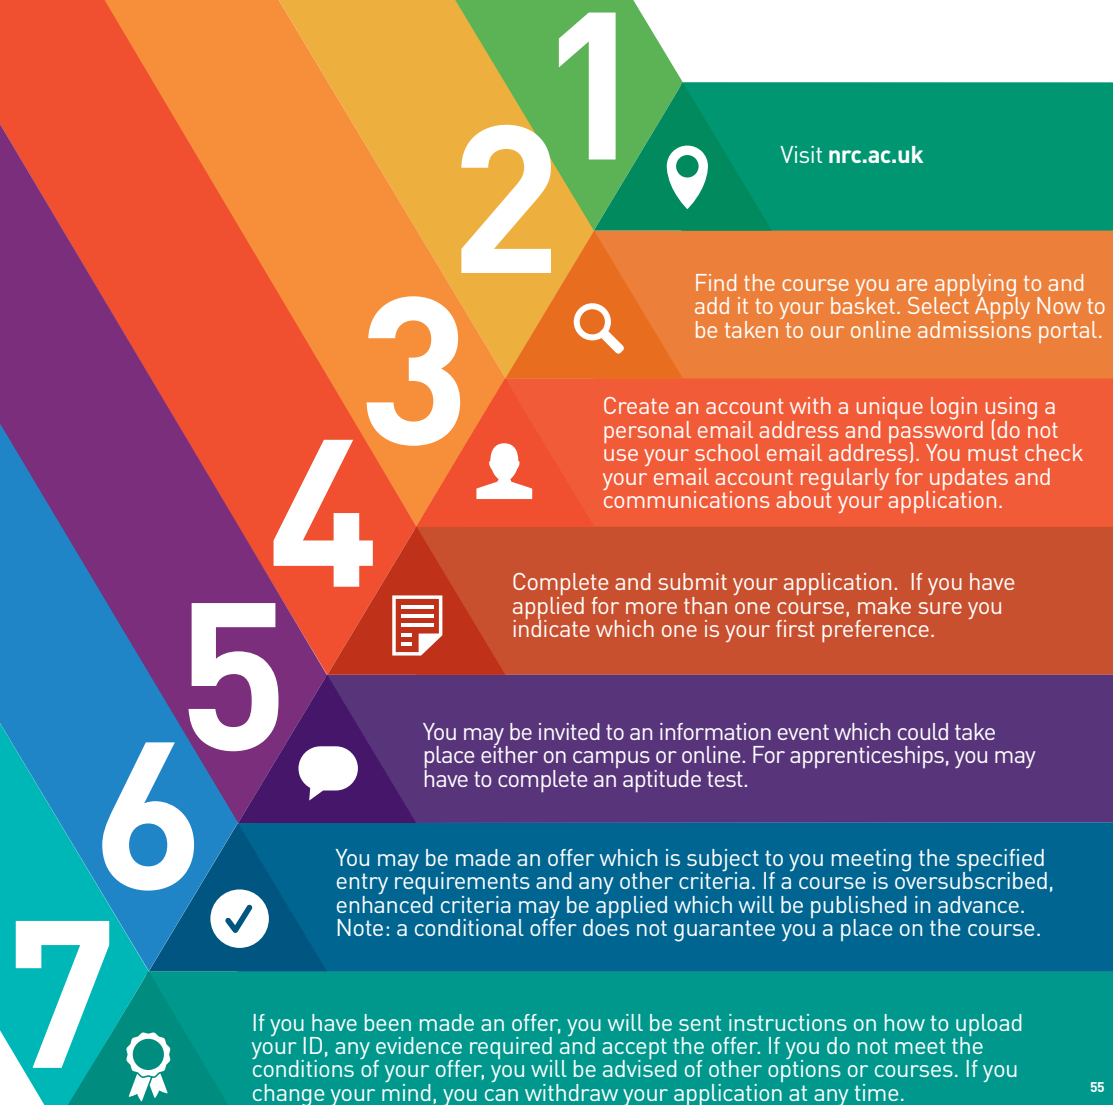 1
Visit nrc.ac.uk
2
Find the course you are applying to and
add it to your basket. Select Apply Now to
be taken to our online admissions portal.
3
Create an account with a unique login using a
personal email address and password (do not
use your school email address). You must check
your email account regularly for updates and
communications about your application.
4
Complete and submit your application.  If you have
applied for more than one course, make sure you
indicate which one is your first preference.
5
You may be invited to an information event which could take
place either on campus or online. For apprenticeships, you may
have to complete an aptitude test.
6
You may be made an offer which is subject to you meeting the specified
entry requirements and any other criteria. If a course is oversubscribed,
enhanced criteria may be applied which will be published in advance.
Note: a conditional offer does not guarantee you a place on the course.
7
If you have been made an offer, you will be sent instructions on how to upload
your ID, any evidence required and accept the offer. If you do not meet the
conditions of your offer, you will be advised of other options or courses. If you
change your mind, you can withdraw your application at any time.
55